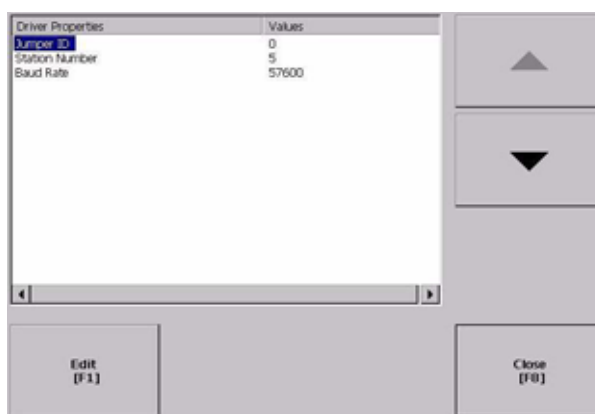 Driver Properties Values
Jumper ID 0
Station Number 5
Baud Rate 57600
Edit
[F1]
Close
[F8]